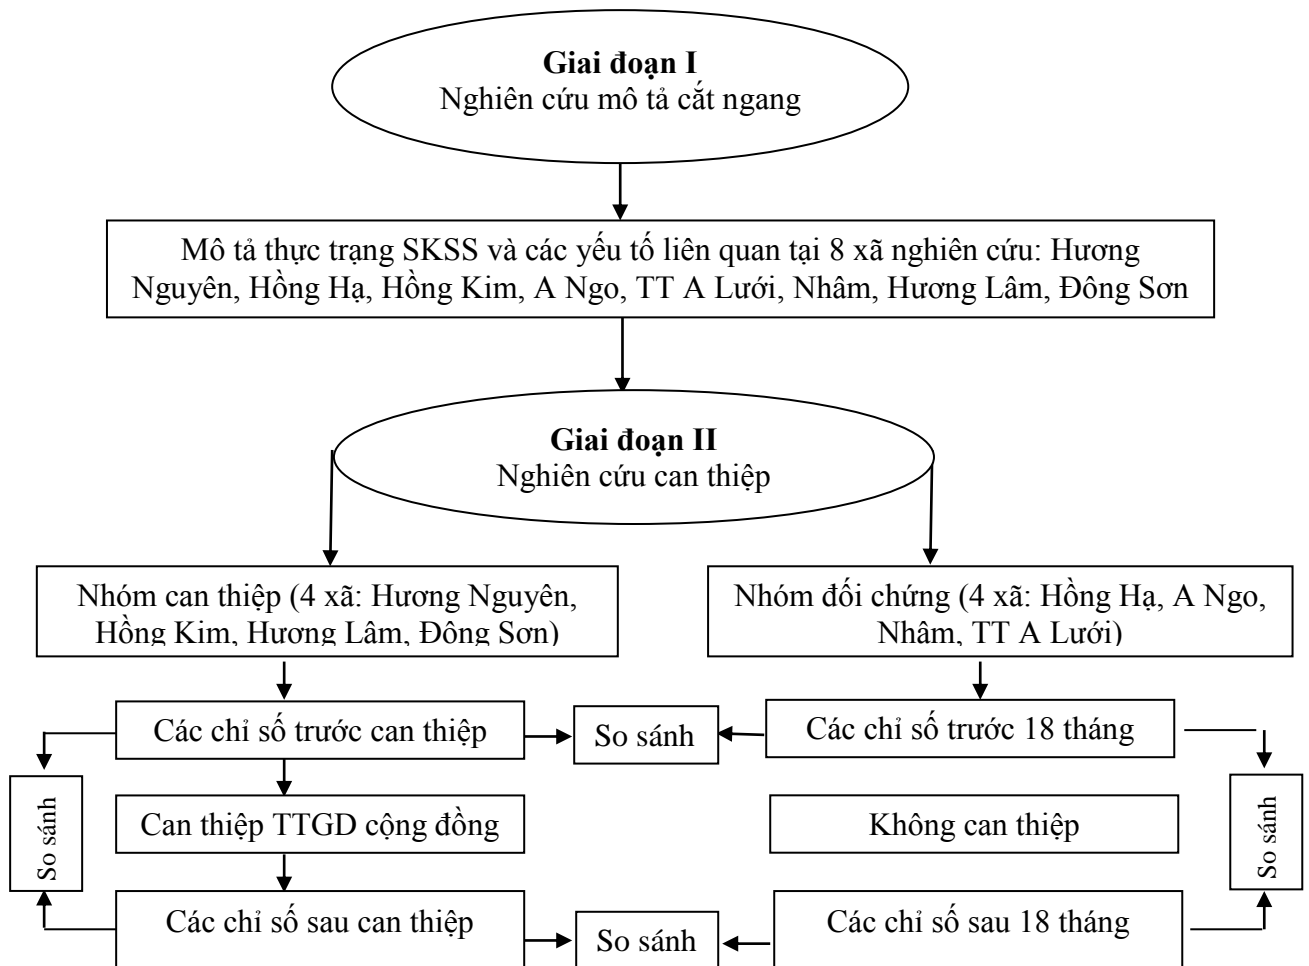 Giai đoạn I
Nghiên cứu mô tả cắt ngang
Mô tả thực trạng SKSS và các yếu tố liên quan tại 8 xã nghiên cứu: Hương
Nguyên, Hồng Hạ, Hồng Kim, A Ngo, TT A Lưới, Nhâm, Hương Lâm, Đông Sơn
Giai đoạn II
Nghiên cứu can thiệp
Nhóm can thiệp (4 xã: Hương Nguyên,
Hồng Kim, Hương Lâm, Đông Sơn)
Nhóm đối chứng (4 xã: Hồng Hạ, A Ngo,
Nhâm, TT A Lưới)
Các chỉ số trước can thiệp
So sánh
Các chỉ số trước 18 tháng
So sánh
Can thiệp TTGD cộng đồng
Không can thiệp
So sánh
Các chỉ số sau can thiệp
So sánh
Các chỉ số sau 18 tháng